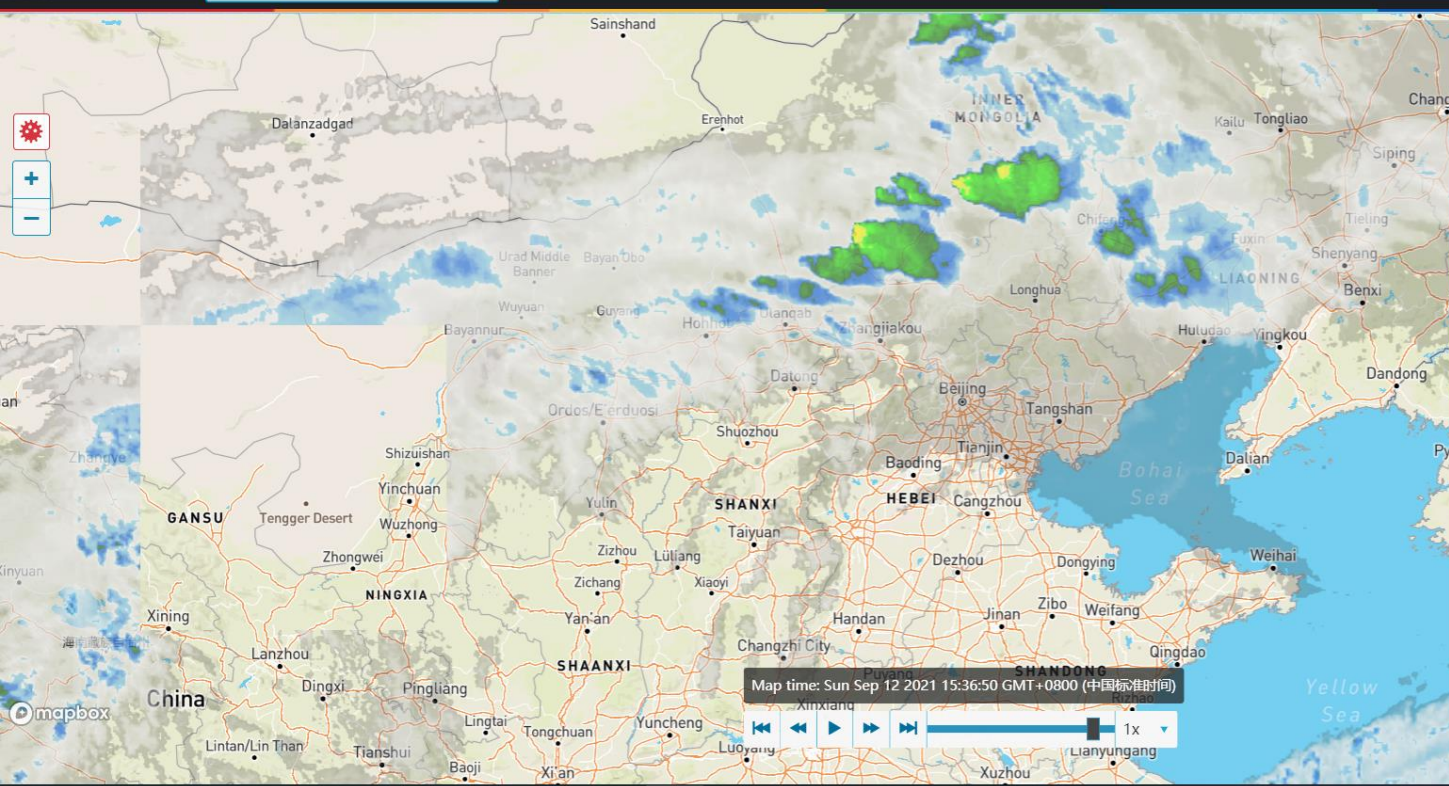 Sainshand
Dalanzadgad
Erenhot
INNER
MONGOLIA
Kailu
Tongliao
Siping
Chifeng
Tieling
Fuxin
Shenyang
LIAONING
Benxi
Urad Middle
Banner
Bayan Obo
Longhua
Wuyuan
Guyang
Ulanqab
Hohhot
Zhangjiakou
Bayannur
Huludao
Yingkou
Datong
Beijing
Dandong
Ordos/Eerduosi
Tangshan
Shuozhou
Shizuishan
Tianjin
Baoding
Zhangye
Dalian
Bohai
Sea
Yinchuan
Yulin
SHANXI
HEBEI
Cangzhou
GANSU
Tengger Desert
Wuzhong
Taiyuan
Zhongwei
Zizhou
Lüliang
Dezhou
Dongying
Weihai
Zichang
Xiaoyi
NINGXIA
Xining
Yan'an
Handan
Jinan
Zibo
Weifang
Changzhi City
Lanzhou
Qingdao
SHAANXI
SHANDONG
Puyang
Map time: Sun Sep 12 2021 15:36:50 GMT+0800 (中国标准时间)
China
Dingxi
Pingliang
Rizhao
Yellow
Sea
Xinxiang
mapbox
Lingtai
Yuncheng
Tongchuan
1x
Lintan/Lin Than
Tianshui
Luoyang
Lianyungang
Baoji
Xi'an
Xuzhou